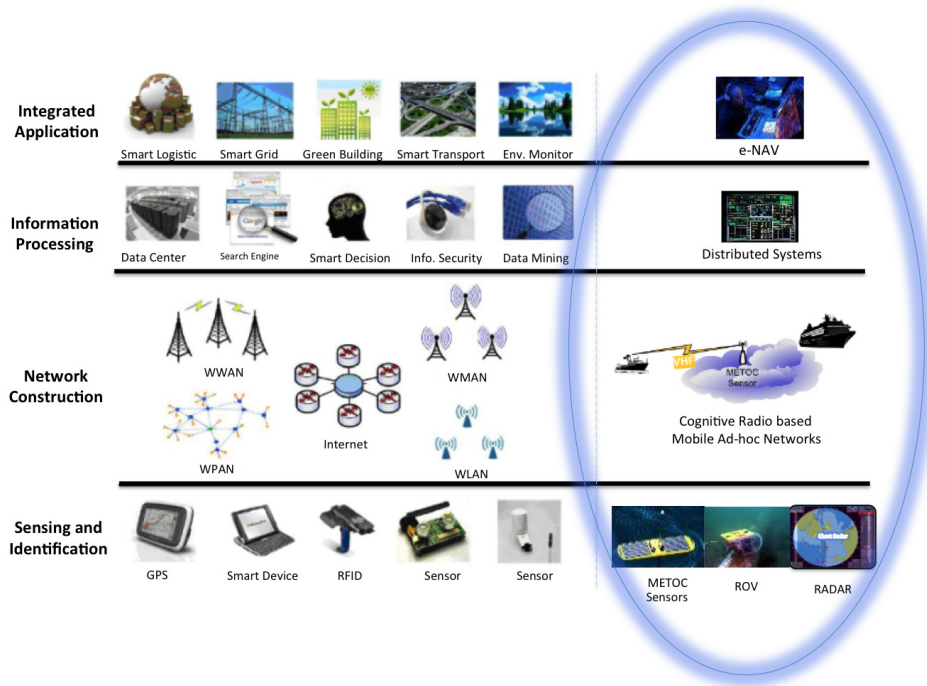 Integrated
Application
Smart Logistic
Smart Grid
Green Building
Smart Transport
Env. Monitor
e-NAV
Information
Processing
Google
Data Center
Search Engine
Smart Decision
Info. Security
Data Mining
Distributed Systems
Network
Construction
WWAN
WMAN
VHF
METOC
Sensor
Internet
Cognitive Radio based
Mobile Ad-hoc Networks
WPAN
WLAN
Sensing and
Identification
Chart Radar
GPS
Smart Device
RFID
Sensor
Sensor
METOC
Sensors
ROV
RADAR